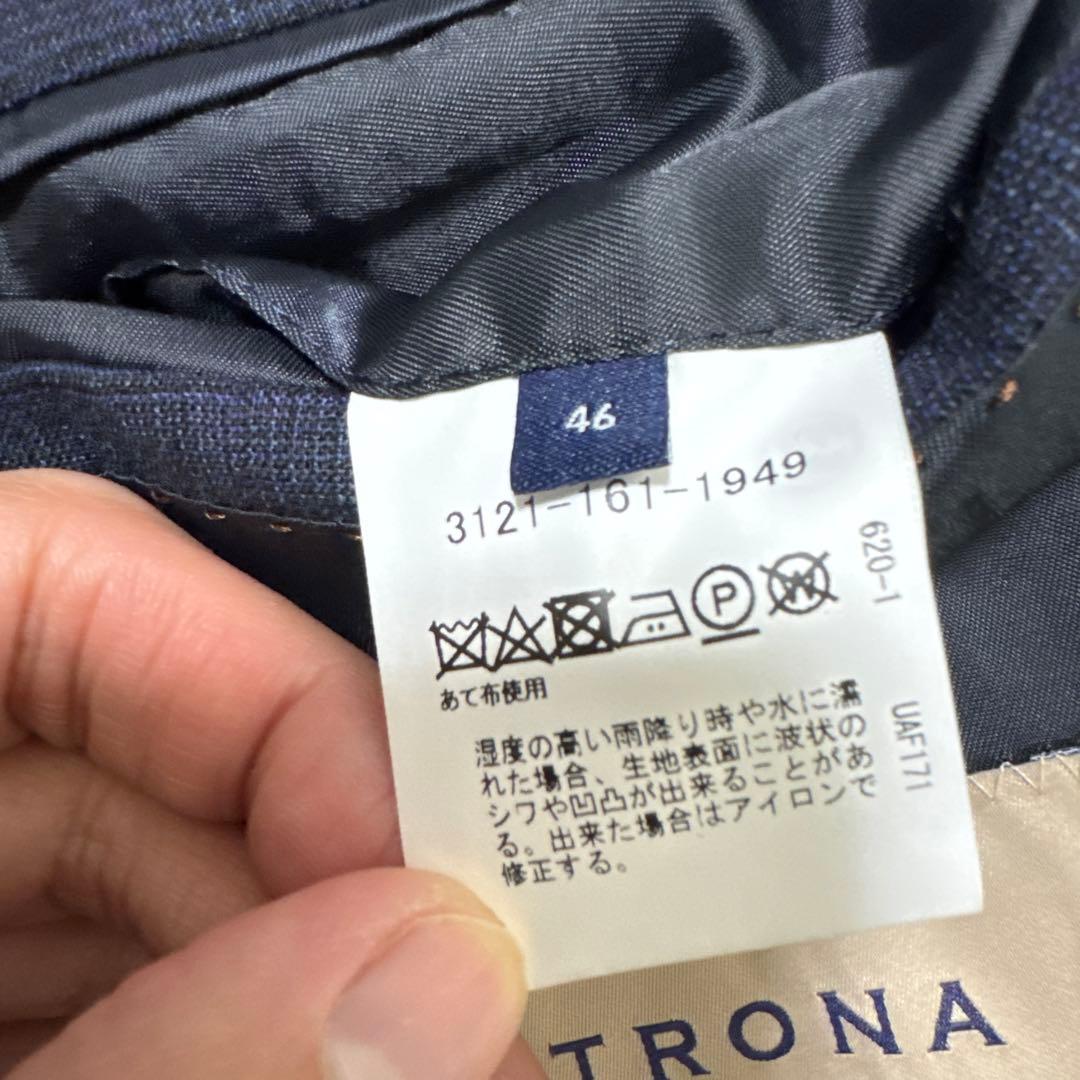 46
3121-161-1949
620-1
P
W
あて布使用
湿度の高い雨降り時や水に濡
れた場合、生地表面に波状の
シワや凹凸が出来ることがあ
る。出来た場合はアイロンで
修正する。
UAF171
TRONA